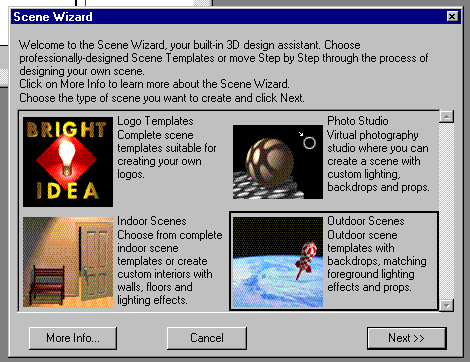 Scene Wizard
Welcome to the Scene Wizard, your built-in 3D design assistant. Choose
professionally-designed Scene Templates or move Step by Step through the process of
designing your own scene.
Click on More Info to learn more about the Scene Wizard.
Choose the type of scene you want to create and click Next.
BRIGHT
IDEA
Logo Templates
Complete scene
templates suitable for
creating your own
logos.
Photo Studio
Virtual photography
studio where you can
create a scene with
custom lighting,
backdrops and props.
Indoor Scenes
Choose from complete
indoor scene
templates or create
custom interiors with
walls, floors and
lighting effects.
Outdoor Scenes
Outdoor scene
templates with
backdrops, matching
foreground lighting
effects and props.
More Info...
Cancel
Next >>